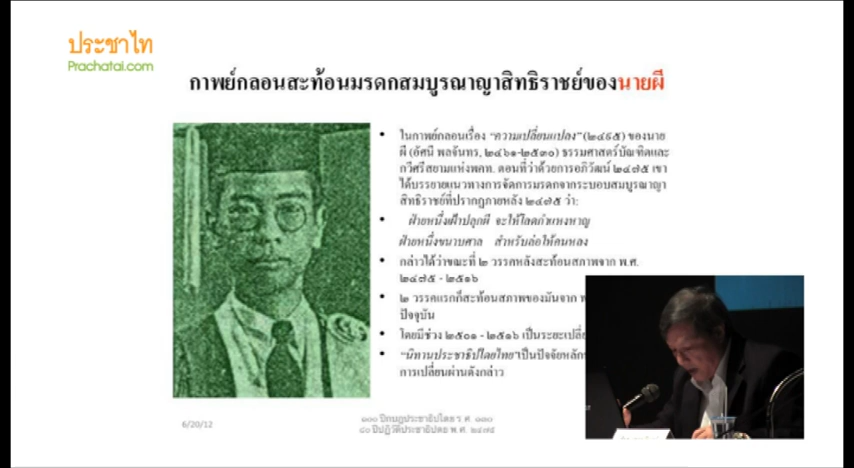 ประชาไท
Prachatai.com
กาพย์กลอนสะท้อนมรดกสมบูรณาญาสิทธิราชย์ของนายผี
• ในกาพย์กลอนเรื่อง “ความเปลี่ยนแปลง” (๒๔๙๕) ของนาย
ผี (อัศนี พลจันทร, ๒๔๖๑-๒๕๓๐) ธรรมศาสตร์บัณฑิตและ
กวีศรีสยามแห่งพคท. ตอนที่ว่าด้วยการอภิวัฒน์ ๒๔๗๕ เขา
ได้บรรยายแนวทางการจัดการมรดกจากระบอบสมบูรณาญา
สิทธิราชย์ที่ปรากฏภายหลัง ๒๔๗๕ ว่า:
• ฝ่ายหนึ่งเฝ้าปลุกผี จะให้โลดกำแหงหาญ
ฝ่ายหนึ่งขนาบศาล สำหรับล่อให้คนหลง
• กล่าวได้ว่าขณะที่ ๒ วรรคหลังสะท้อนสภาพจาก พ.ศ.
๒๔๗๕ - ๒๕๑๖
• ๒ วรรคแรกก็สะท้อนสภาพของมันจาก
ปัจจุบัน
• โดยมีช่วง ๒๕๐๑ - ๒๕๑๖ เป็นระยะเปลี่
• “นิทานประชาธิปไตยไทย”เป็นปัจจัยหลัก
การเปลี่ยนผ่านดังกล่าว
6/20/12
๑๐๐ ปีกบฏประชาธิปไตย ร.ศ. ๑๓๐
๘๐ ปีปฏิวัติประชาธิปไตย พ.ศ. ๒๔๗๕